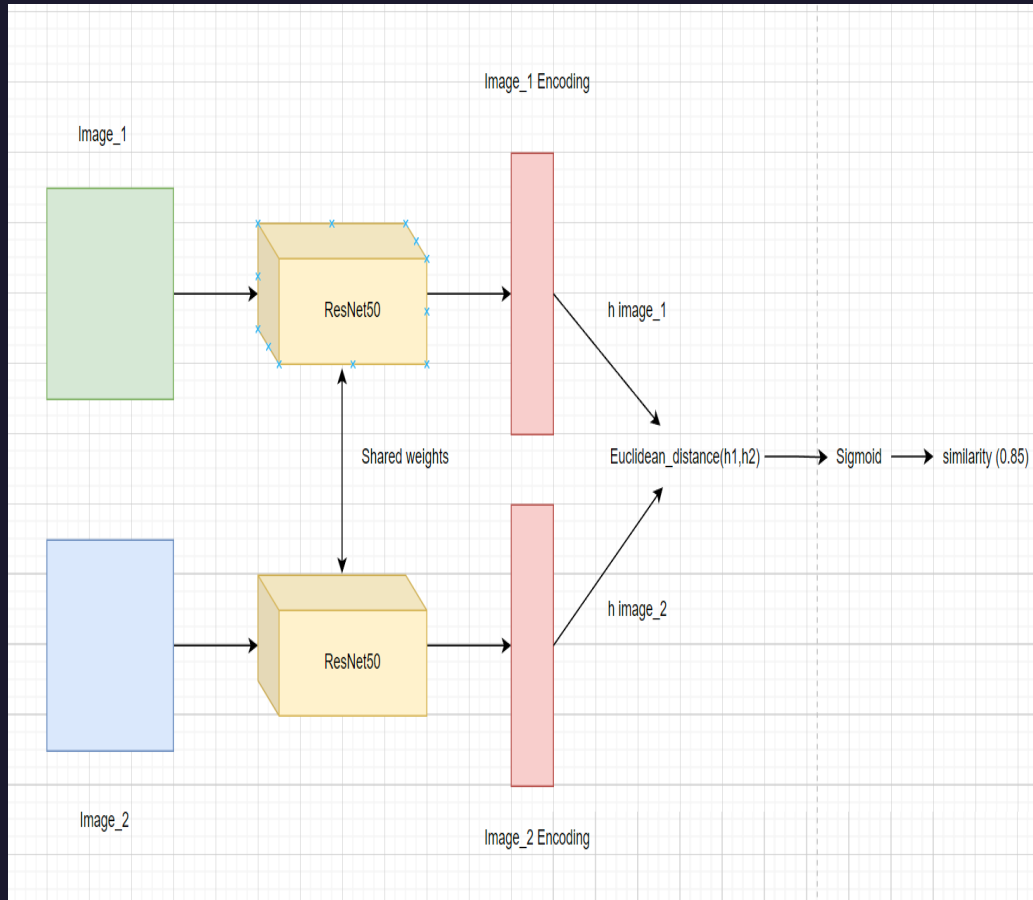 Image_1 Encoding
Image_1
ResNet50
h image_1
Shared weights
Euclidean_distance(h1,h2)
Sigmoid
similarity (0.85)
h image_2
ResNet50
Image_2
Image_2 Encoding